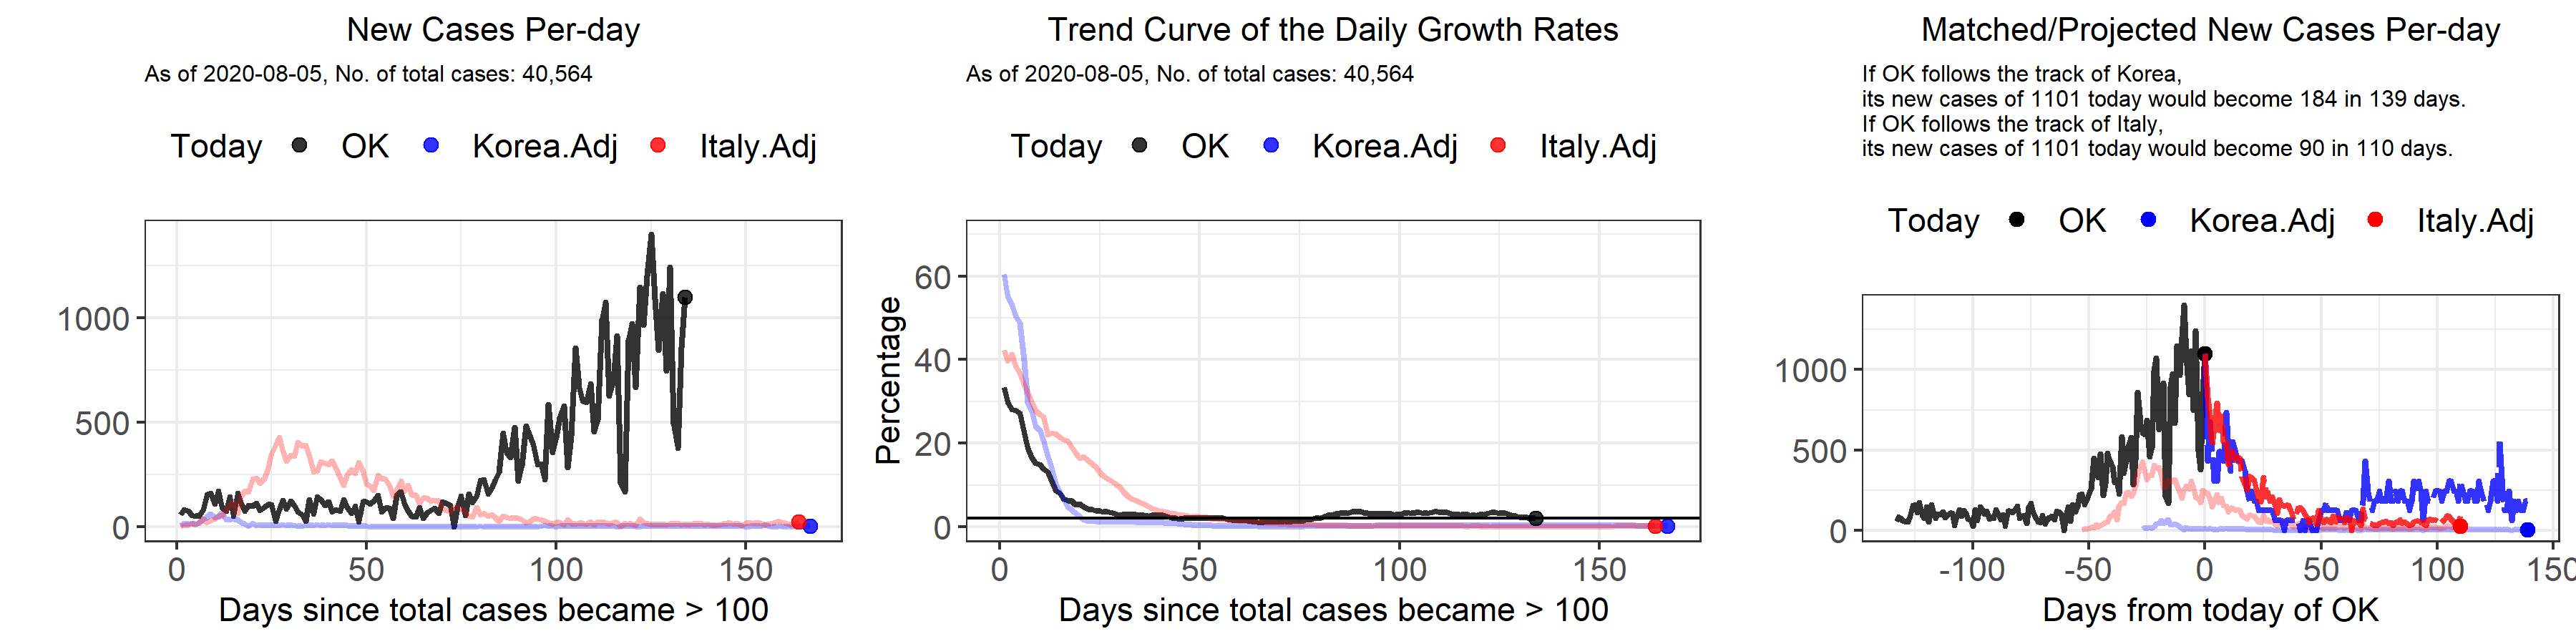 New Cases Per-day
As of 2020-08-05, No. of total cases: 40,564
Today OK Korea.Adj Italy.Adj
1000
500
0
0 50 100 150
Days since total cases became > 100
Trend Curve of the Daily Growth Rates
As of 2020-08-05, No. of total cases: 40,564
Today OK Korea.Adj Italy.Adj
Percentage
60
40
20
0
0 50 100 150
Days since total cases became > 100
Matched/Projected New Cases Per-day
If OK follows the track of Korea,
its new cases of 1101 today would become 184 in 139 days.
If OK follows the track of Italy,
its new cases of 1101 today would become 90 in 110 days.
Today OK Korea.Adj Italy.Adj
1000
500
0
-100 -50 0 50 100 150
Days from today of OK